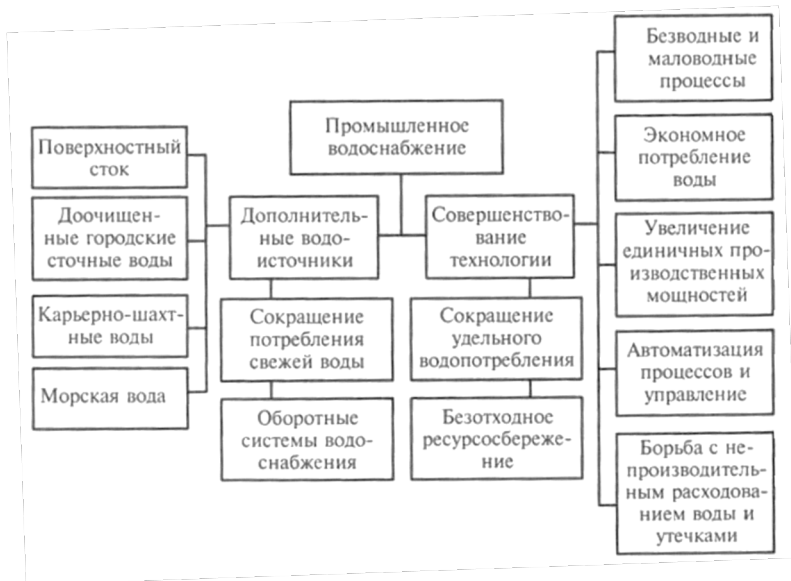 Промышленное
водоснабжение
Поверхностный
сток
Доочищен-
ные городские
сточные воды
Карьерно-шахт-
ные воды
Морская вода
Дополнитель-
ные водо-
источники
Сокращение
потребления
свежей воды
Оборотные
системы водо-
снабжения
Совершенство-
вание
технологии
Сокращение
удельного
водопотребления
Безотходное
ресурсосбереже-
ние
Безводные и
маловодные
процессы
Экономное
потребление
воды
Увеличение
единичных про-
изводственных
мощностей
Автоматизация
процессов и
управление
Борьба с не-
производитель-
ным расходова-
нием воды и
утечками